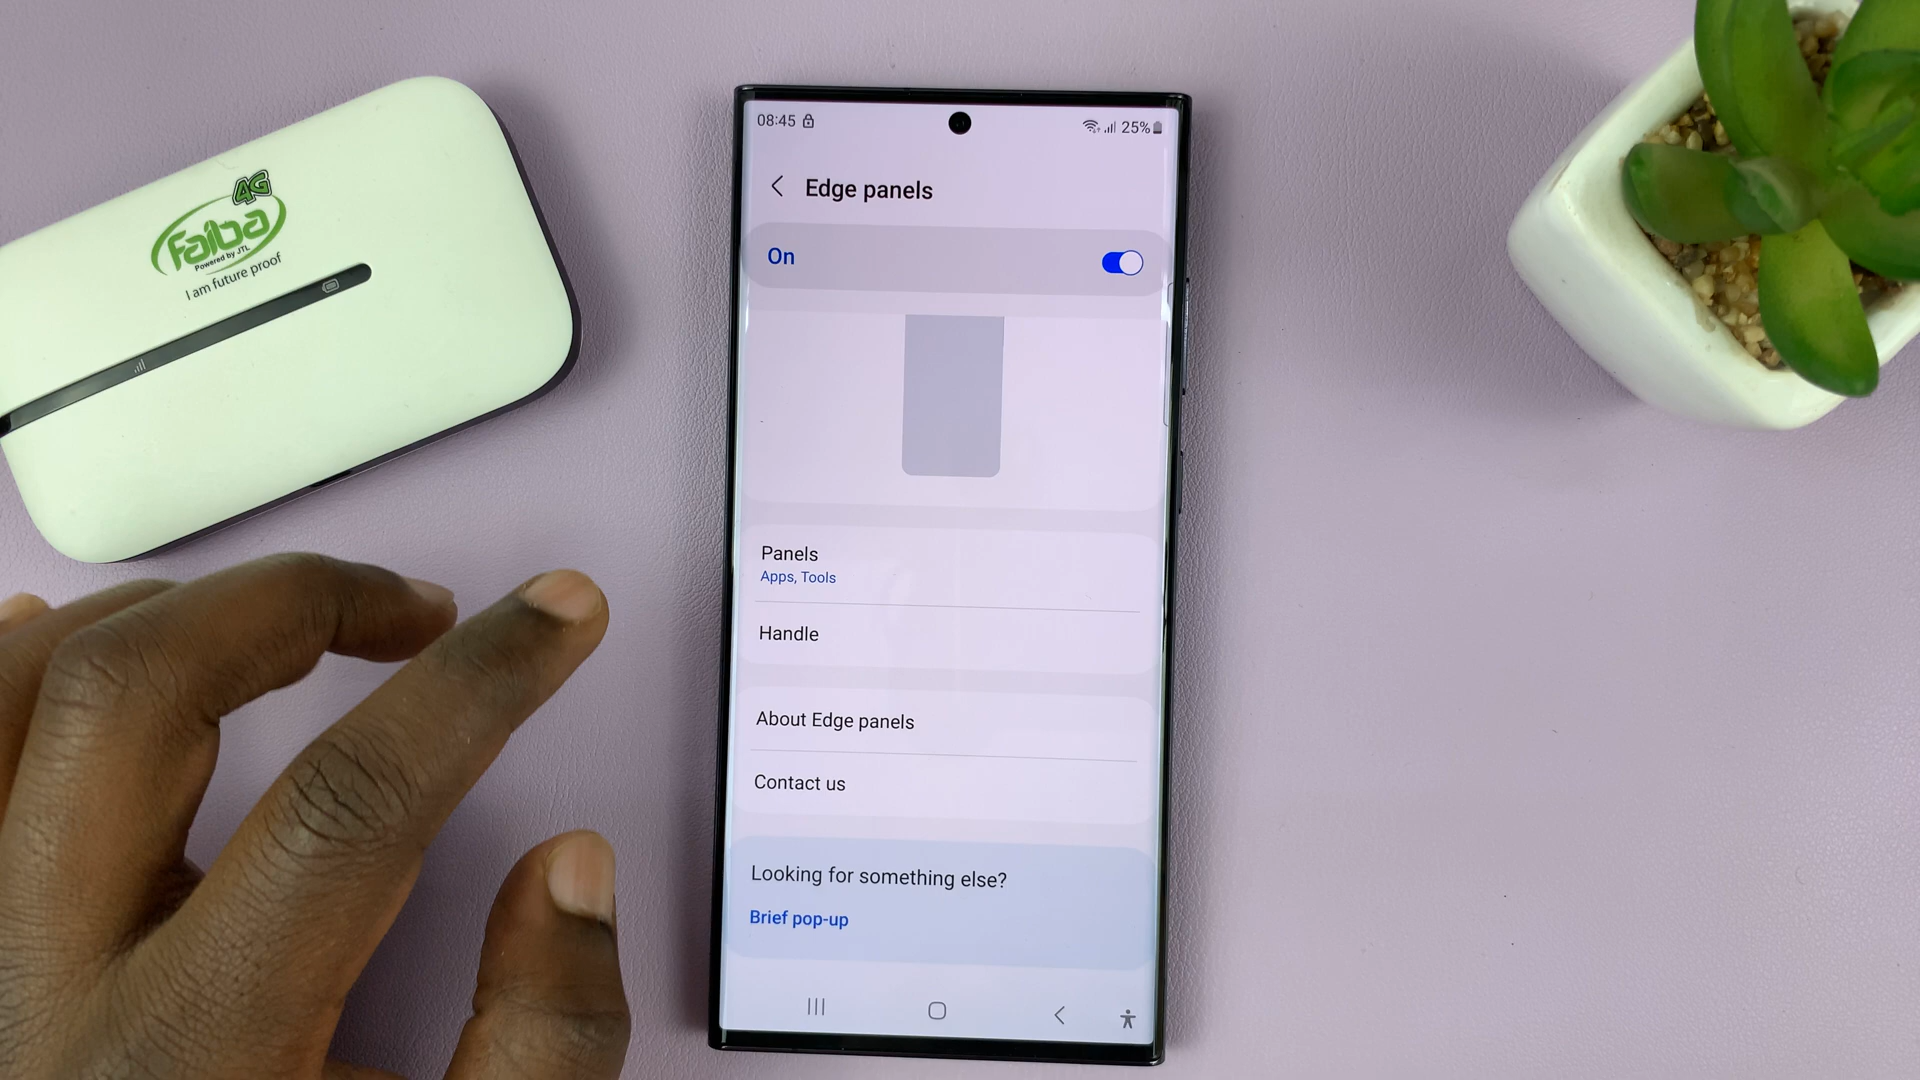 4G
Faiba
Powered by JTL
I am future proof
08:45
25%
Edge panels
On
Panels
Apps, Tools
Handle
About Edge panels
Contact us
Looking for something else?
Brief pop-up